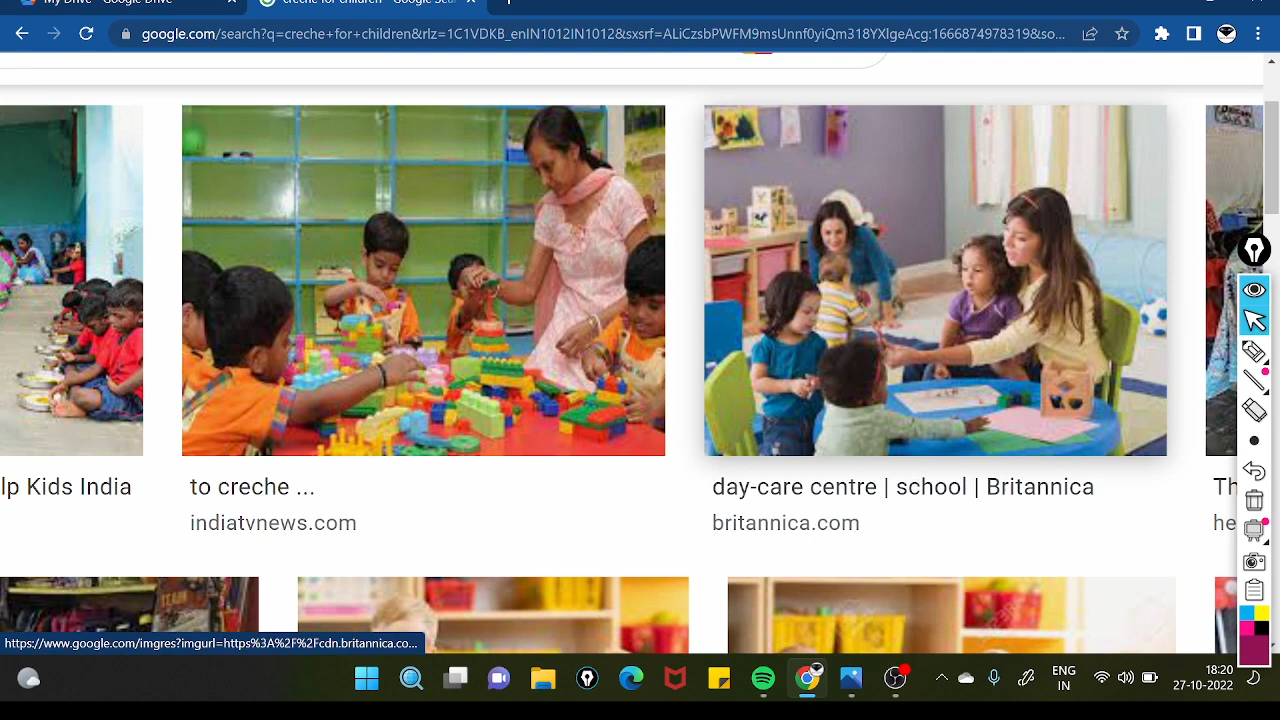 My Drive - Google Drive
creche for children - Google Sea
google.com/search?q=creche+for+children&rlz=1C1VDKB_enIN1012IN1012&sxsrf=ALiCzsbPWFM9msUnnf0yiQm318YXlgeAcg:1666874978319&so...
lp Kids India
to creche ...
indiatvnews.com
day-care centre | school | Britannica
britannica.com
Th
he
https://www.google.com/imgres?imgurl=https%3A%2F%2Fcdn.britannica.co...
ENG
IN
18:20
27-10-2022